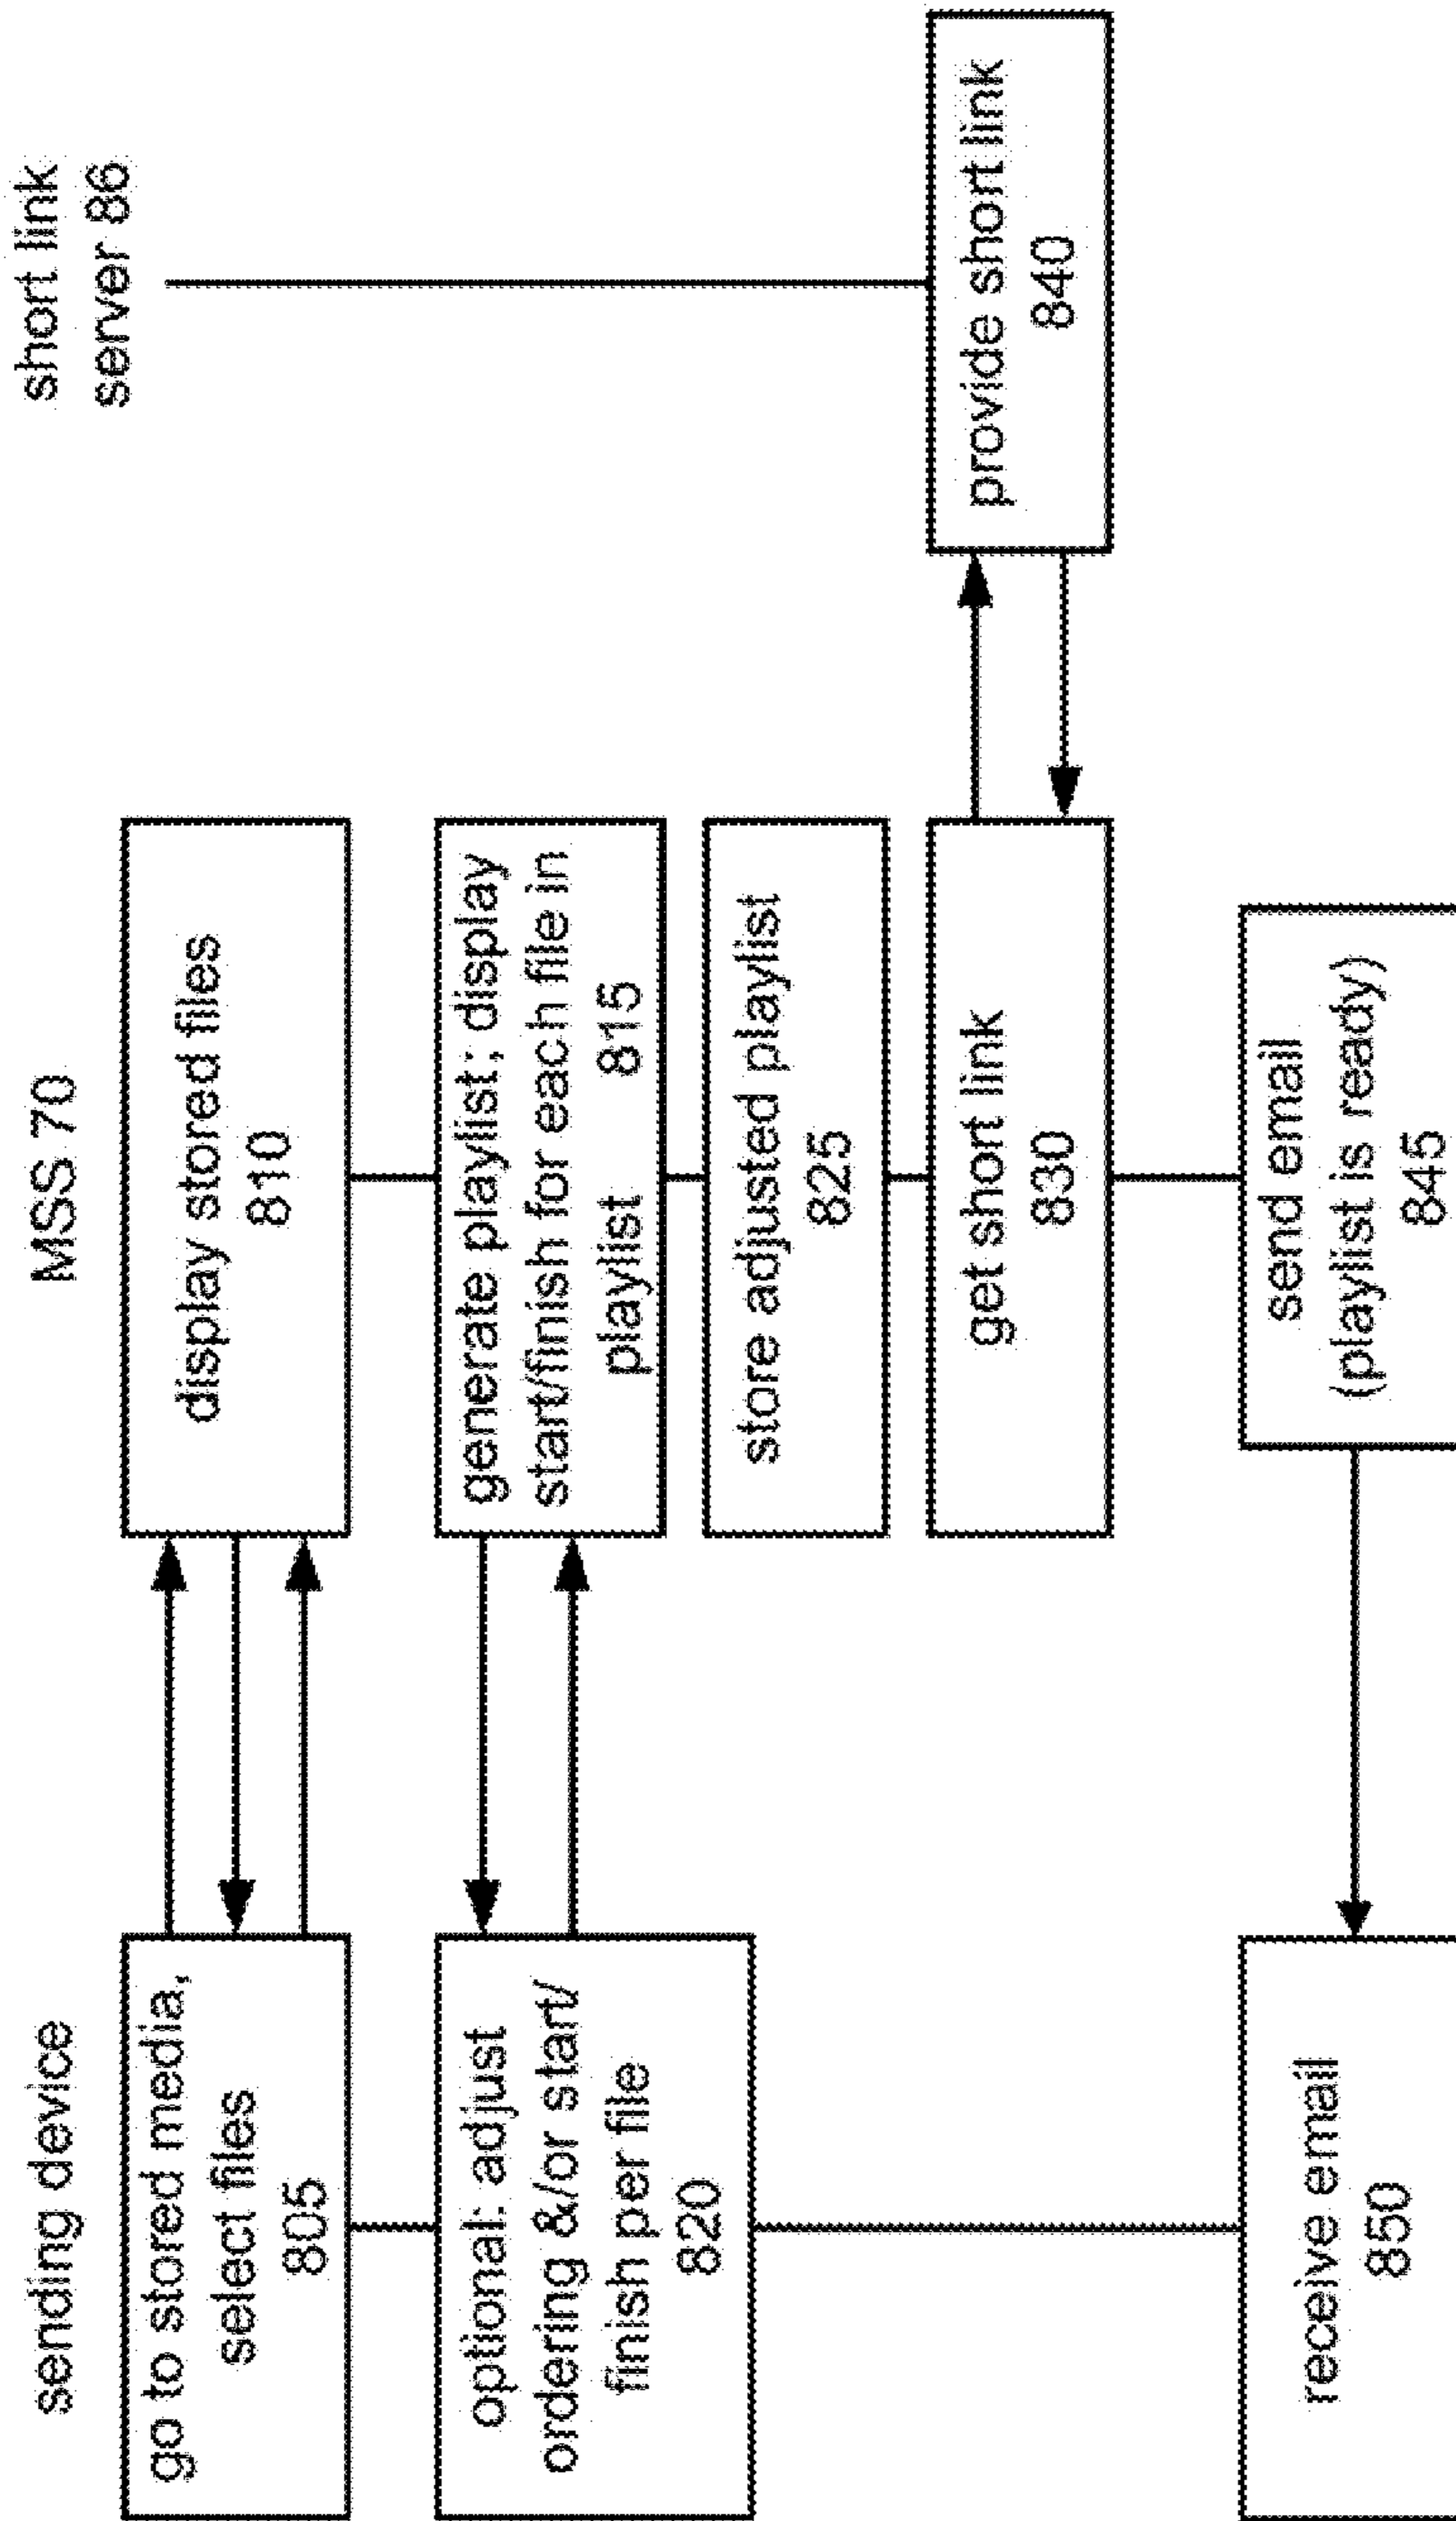 sending device
MSS 70
short link
server 86
go to stored media,
select files
805
display stored files
810
optional: adjust
ordering &/or start/
finish per file
820
generate playlist; display
start/finish for each file in
playlist 815
store adjusted playlist
825
get short link
830
provide short link
840
receive email
850
send email
(playlist is ready)
845